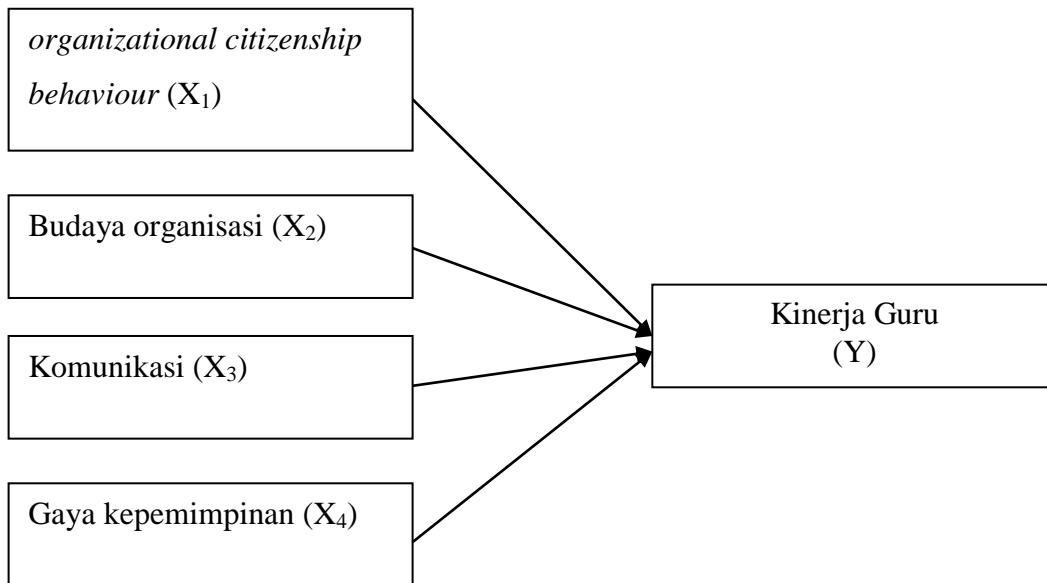 organizational citizenship
behaviour (X₁)
Budaya organisasi (X₂)
Komunikasi (X₃)
Gaya kepemimpinan (X₄)
Kinerja Guru
(Y)